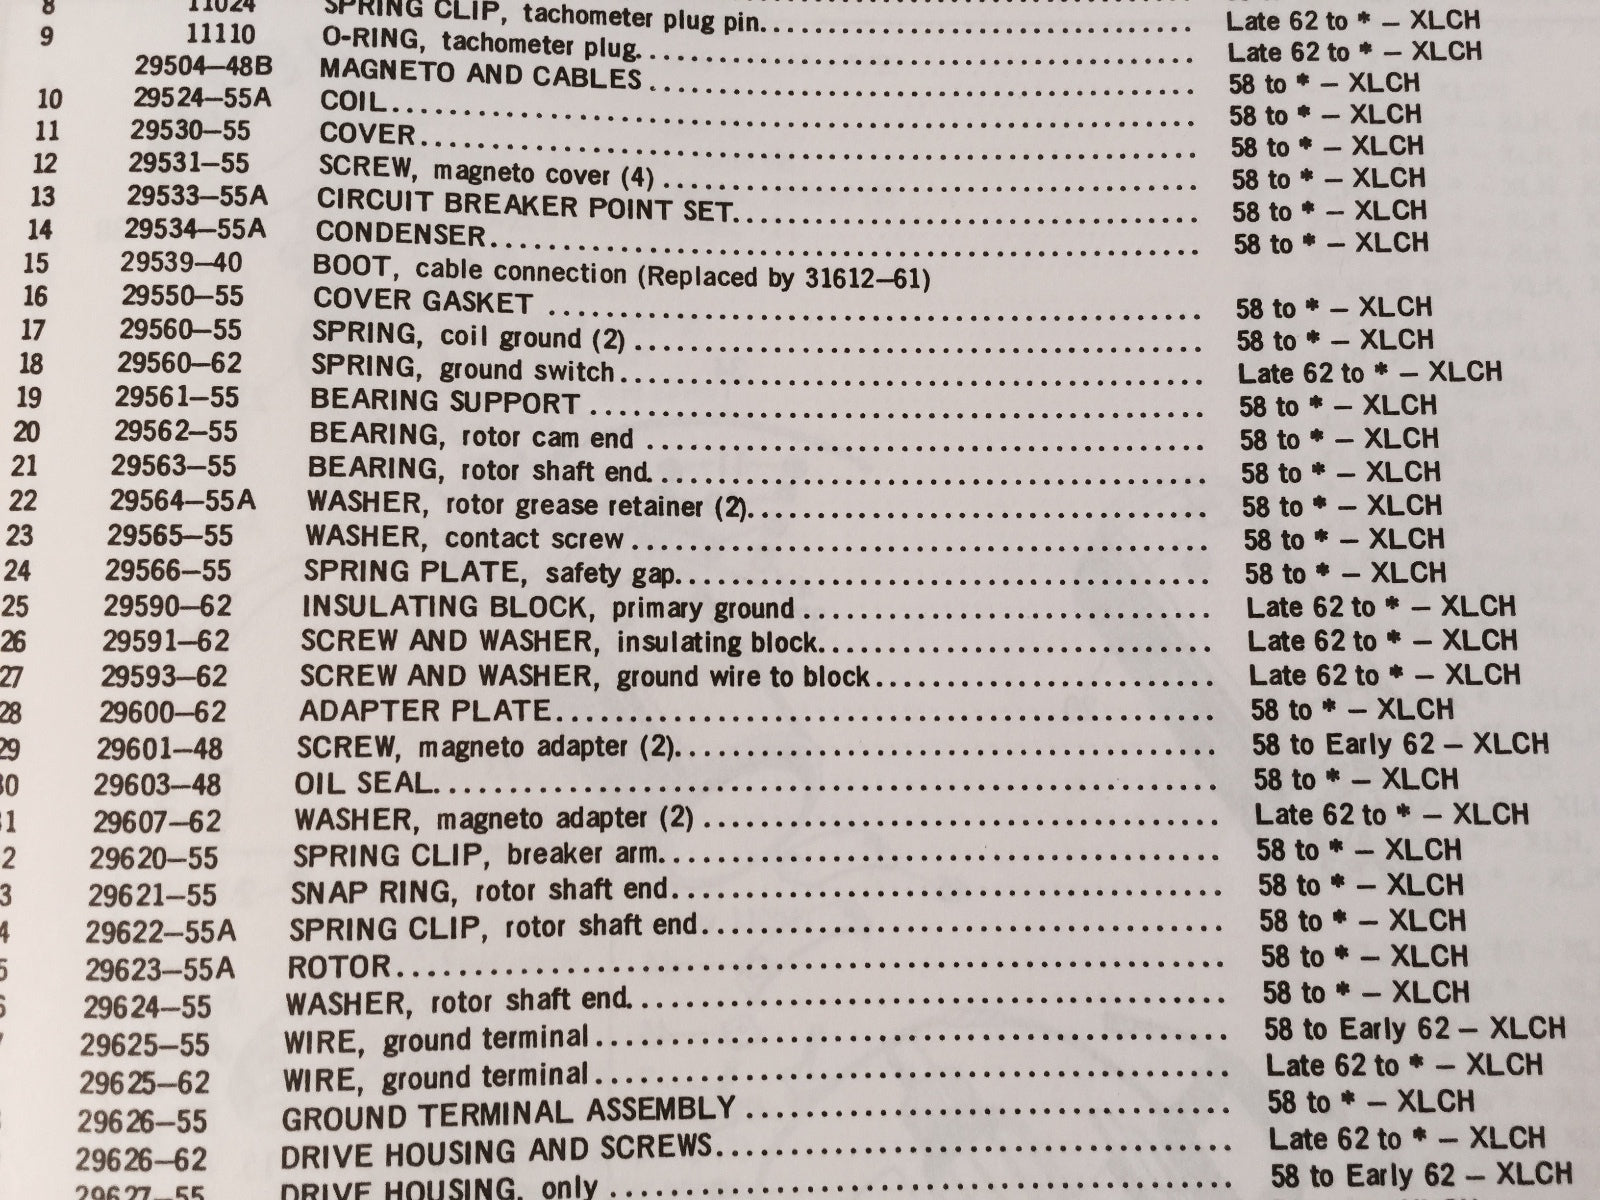 8 11024 SPRING CLIP, tachometer plug pin. Late 62 to * – XLCH
9 11110 O-RING, tachometer plug. Late 62 to * – XLCH
29504–48B MAGNETO AND CABLES 58 to * – XLCH
10 29524–55A COIL 58 to * – XLCH
11 29530–55 COVER 58 to * – XLCH
12 29531–55 SCREW, magneto cover (4) 58 to * – XLCH
13 29533–55A CIRCUIT BREAKER POINT SET. 58 to * – XLCH
14 29534–55A CONDENSER 58 to * – XLCH
15 29539–40 BOOT, cable connection (Replaced by 31612–61)
16 29550–55 COVER GASKET 58 to * – XLCH
17 29560–55 SPRING, coil ground (2) 58 to * – XLCH
18 29560–62 SPRING, ground switch Late 62 to * – XLCH
19 29561–55 BEARING SUPPORT 58 to * – XLCH
20 29562–55 BEARING, rotor cam end 58 to * – XLCH
21 29563–55 BEARING, rotor shaft end. 58 to * – XLCH
22 29564–55A WASHER, rotor grease retainer (2). 58 to * – XLCH
23 29565–55 WASHER, contact screw 58 to * – XLCH
24 29566–55 SPRING PLATE, safety gap. 58 to * – XLCH
25 29590–62 INSULATING BLOCK, primary ground Late 62 to * – XLCH
26 29591–62 SCREW AND WASHER, insulating block. Late 62 to * – XLCH
27 29593–62 SCREW AND WASHER, ground wire to block Late 62 to * – XLCH
28 29600–62 ADAPTER PLATE 58 to * – XLCH
29 29601–48 SCREW, magneto adapter (2). 58 to Early 62 – XLCH
0 29603–48 OIL SEAL. 58 to * – XLCH
1 29607–62 WASHER, magneto adapter (2) Late 62 to * – XLCH
2 29620–55 SPRING CLIP, breaker arm. 58 to * – XLCH
3 29621–55 SNAP RING, rotor shaft end 58 to * – XLCH
4 29622–55A SPRING CLIP, rotor shaft end 58 to * – XLCH
5 29623–55A ROTOR 58 to * – XLCH
6 29624–55 WASHER, rotor shaft end. 58 to * – XLCH
29625–55 WIRE, ground terminal 58 to Early 62 – XLCH
29625–62 WIRE, ground terminal Late 62 to * – XLCH
29626–55 GROUND TERMINAL ASSEMBLY 58 to * – XLCH
29626–62 DRIVE HOUSING AND SCREWS Late 62 to * – XLCH
29627–55 DRIVE HOUSING, only 58 to Early 62 – XLCH